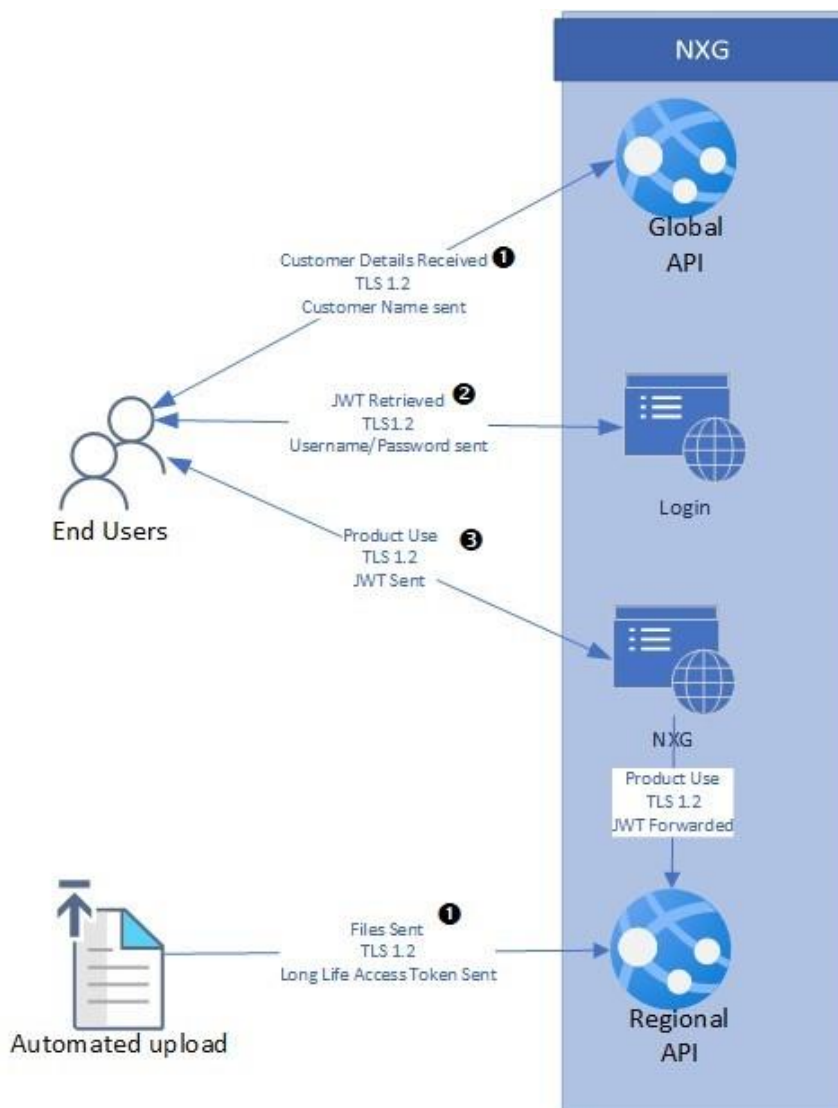 NXG
Global
API
Customer Details Received ❶
TLS 1.2
Customer Name sent
JWT Retrieved ❷
TLS1.2
Username/Password sent
Login
End Users
Product Use ❸
TLS 1.2
JWT Sent
NXG
Product Use
TLS 1.2
JWT Forwarded
Files Sent ❶
TLS 1.2
Long Life Access Token Sent
Automated upload
Regional
API